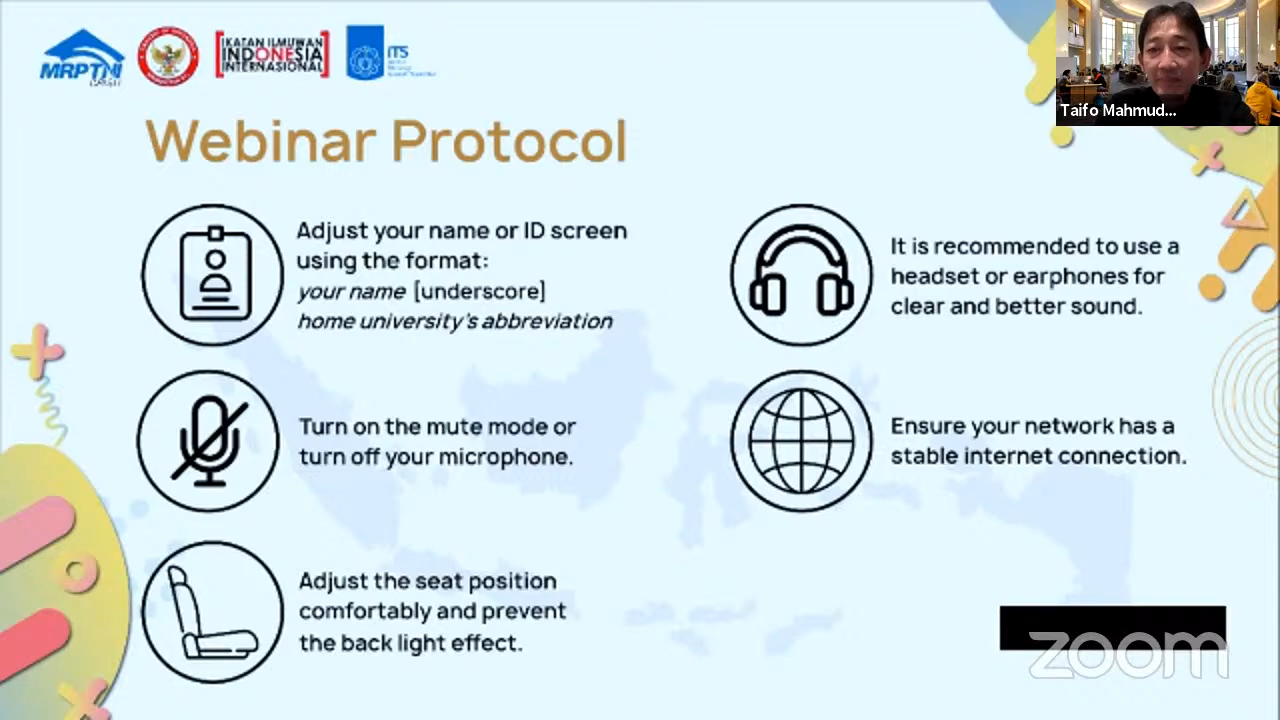 MRPTNI
IKATAN ILMUWAN
INDONESIA
INTERNASIONAL
ITS
Taifo Mahmud...
Webinar Protocol
Adjust your name or ID screen
using the format:
your name [underscore]
home university's abbreviation
It is recommended to use a
headset or earphones for
clear and better sound.
Turn on the mute mode or
turn off your microphone.
Ensure your network has a
stable internet connection.
Adjust the seat position
comfortably and prevent
the back light effect.
zoom